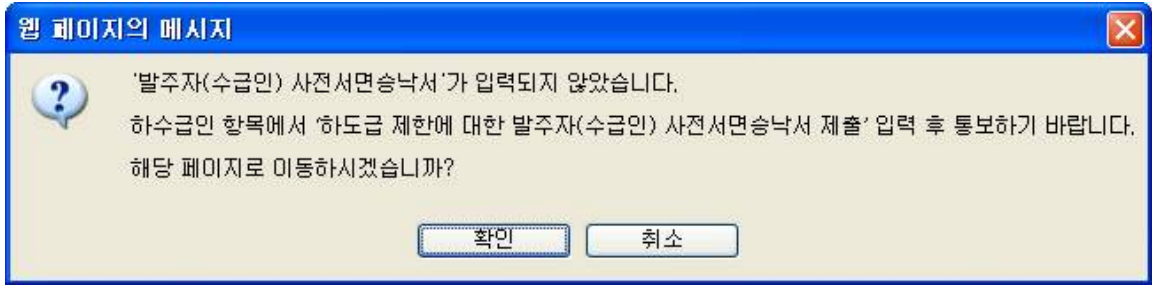 웹 페이지의 메시지
'발주자(수급인) 사전서면승낙서'가 입력되지 않았습니다.
하수급인 항목에서 '하도급 제한에 대한 발주자(수급인) 사전서면승낙서 제출' 입력 후 통보하기 바랍니다.
해당 페이지로 이동하시겠습니까?
확인
취소